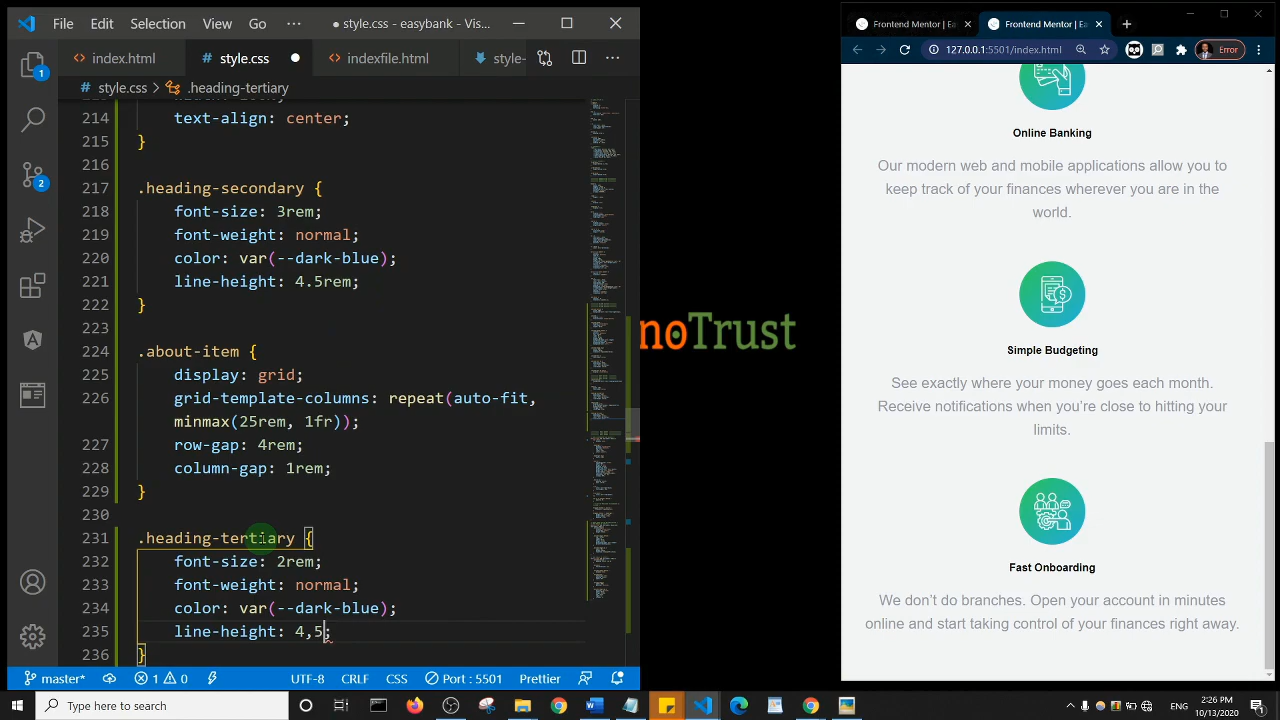 File
Edit
Go
style.css - easybank - Vis...
index.html
style.css
indexfile.html
style-
style.css > .heading-tertiary
214 text-align: center;
215 }
216
217 .heading-secondary {
218 font-size: 3rem;
219 font-weight: normal;
220 color: var(--dark-blue);
221 line-height: 4.5rem;
222 }
223
224
225 display: grid;
226 grid-template-columns: repeat(auto-fit,
minmax(
227 row-gap: 3rem;
228 column-gap: 1rem;
229 }
230
231 .heading-tertiary {
232 font-size: 2rem;
233 font-weight: normal;
234 color: var(--dark-blue);
235 line-height: 4,5
236 }
1
2
master*
1 0
UTF-8
CRLF
CSS
Port : 5501
Prettier
noTrust
Frontend Mentor | Ea
Frontend Mentor | Ea
127.0.0.1:5501/index.html
Error
Online Banking
Our modern web and mobile applications allow you to
keep track of your finances wherever you are in the
world.
Simple Budgeting
See exactly where your money goes each month.
Receive notifications when you’re close to hitting your
limits.
Fast Onboarding
We don’t do branches. Open your account in minutes
online and start taking control of your finances right away.
Type here to search
ENG
2:26 PM
10/13/2020